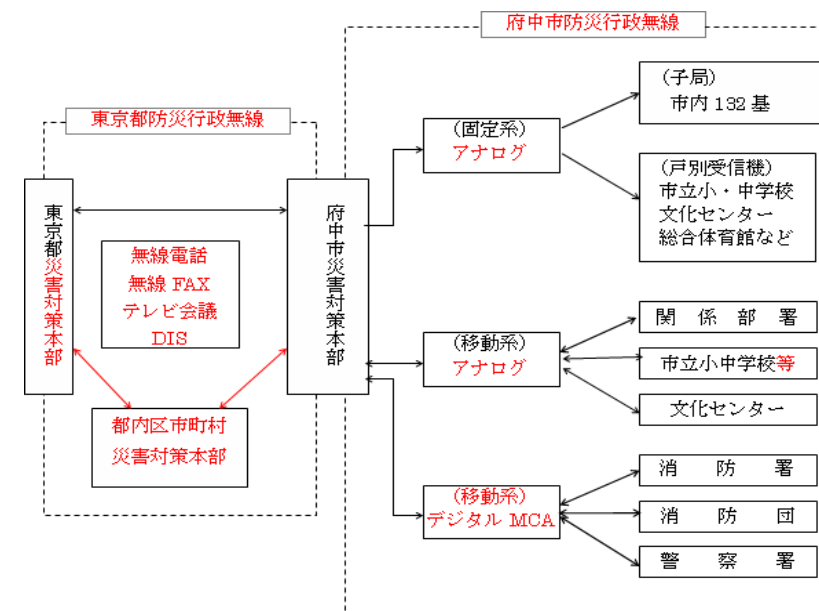 府中市防災行政無線
東京都防災行政無線
東京都災害対策本部
無線電話
無線 FAX
テレビ会議
DIS
都内区市町村
災害対策本部
府中市災害対策本部
(固定系)
アナログ
(子局)
市内 132 基
(戸別受信機)
市立小・中学校
文化センター
総合体育館など
(移動系)
アナログ
関係部署
市立小中学校等
文化センター
(移動系)
デジタル MCA
消防署
消防団
警察署